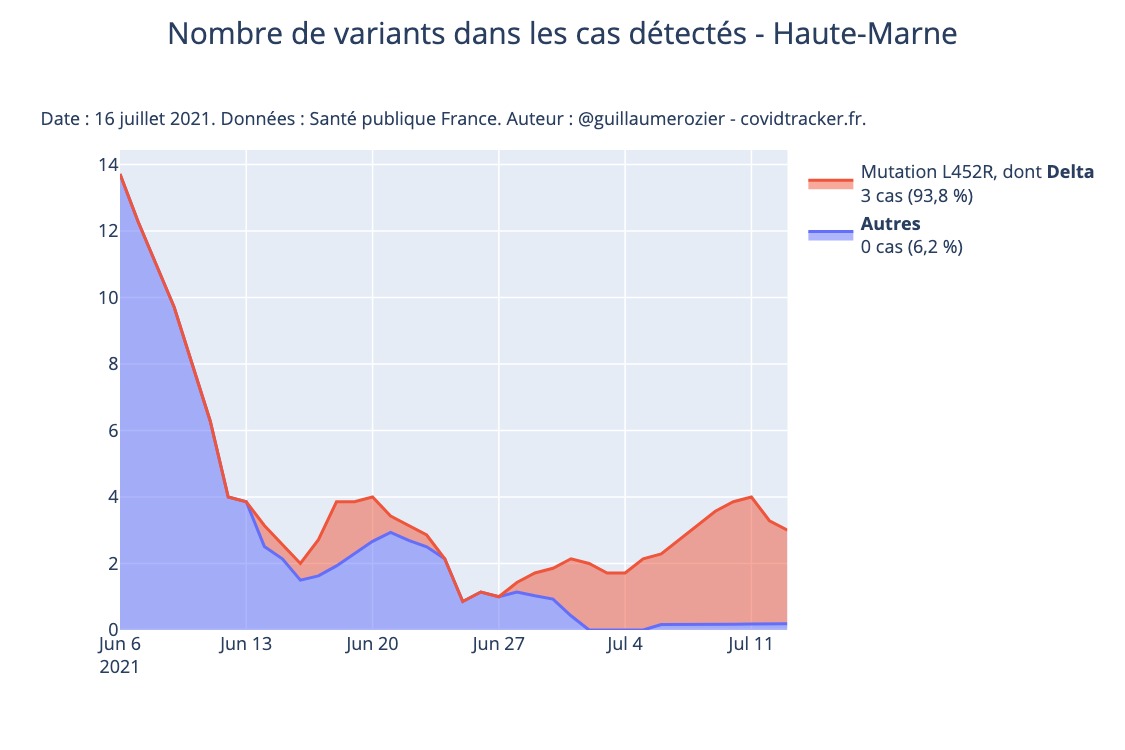 Nombre de variants dans les cas détectés - Haute-Marne
Date : 16 juillet 2021. Données : Santé publique France. Auteur : @guillaumerozier - covidtracker.fr.
Mutation L452R, dont Delta
3 cas (93,8 %)
Autres
0 cas (6,2 %)
14
12
10
8
6
4
2
0
Jun 6
2021
Jun 13
Jun 20
Jun 27
Jul 4
Jul 11